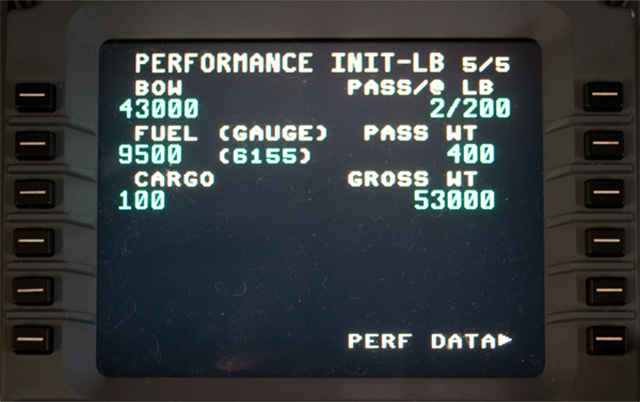 PERFORMANCE INIT-LB 5/5
BOW PASS/@ LB
43000 2/200
FUEL (GAUGE) PASS WT
9500 (6155) 400
CARGO GROSS WT
100 53000
PERF DATA▶